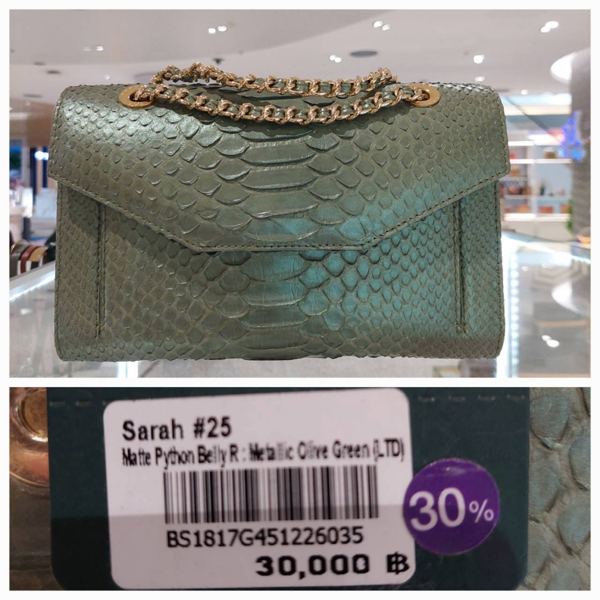 Sarah #25
Matte Python Belly R : Metallic Olive Green (LTD)
BS1817G451226035
30,000 ฿
30%